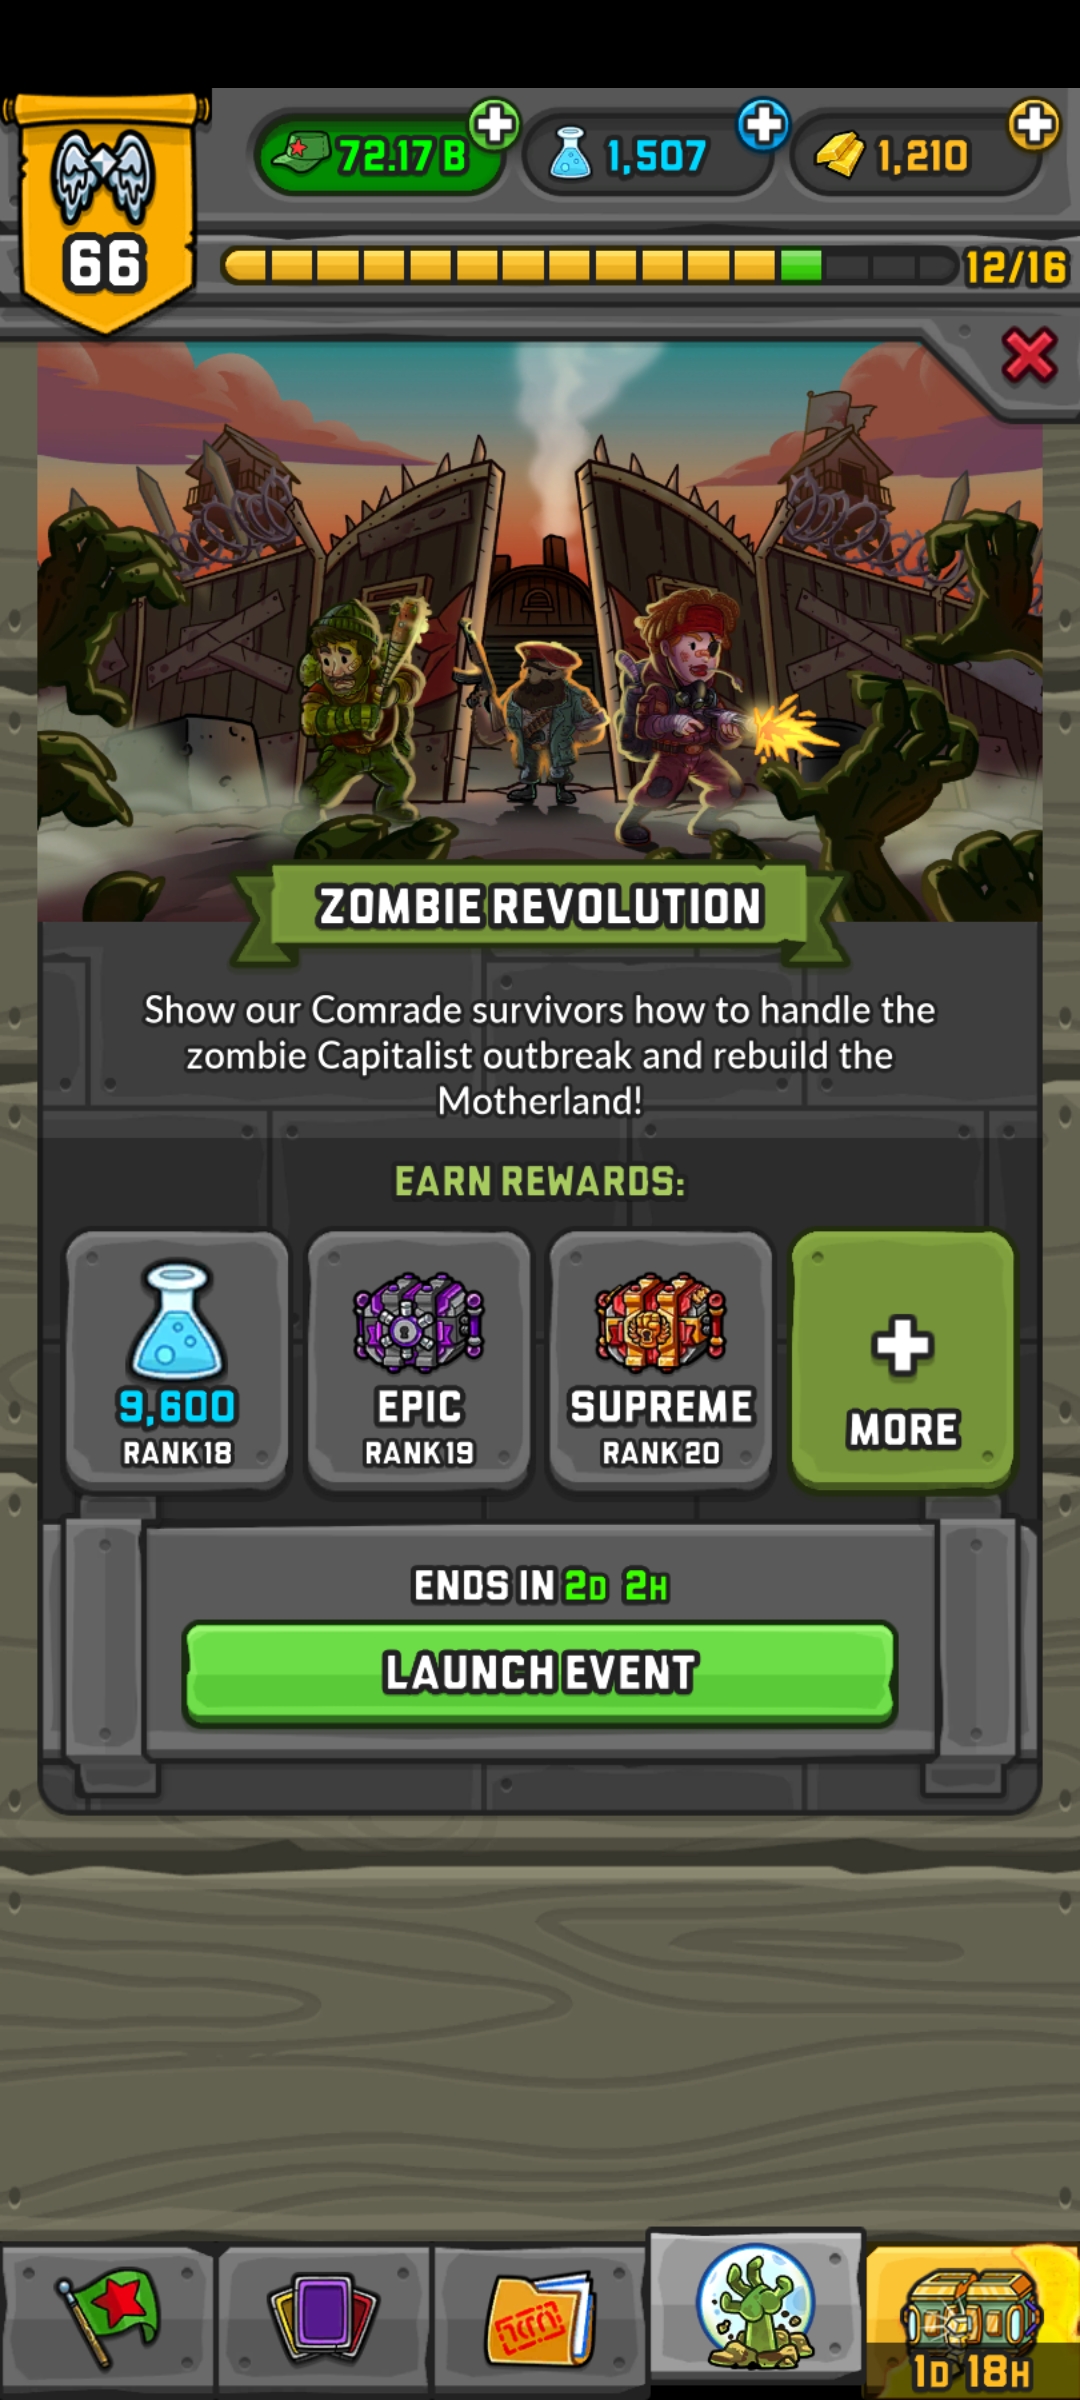 66
72.17 B
1,507
1,210
12/16
ZOMBIE REVOLUTION
Show our Comrade survivors how to handle the
zombie Capitalist outbreak and rebuild the
Motherland!
EARN REWARDS:
9,600
RANK 18
EPIC
RANK 19
SUPREME
RANK 20
MORE
ENDS IN 2D 2H
LAUNCH EVENT
1D 18H